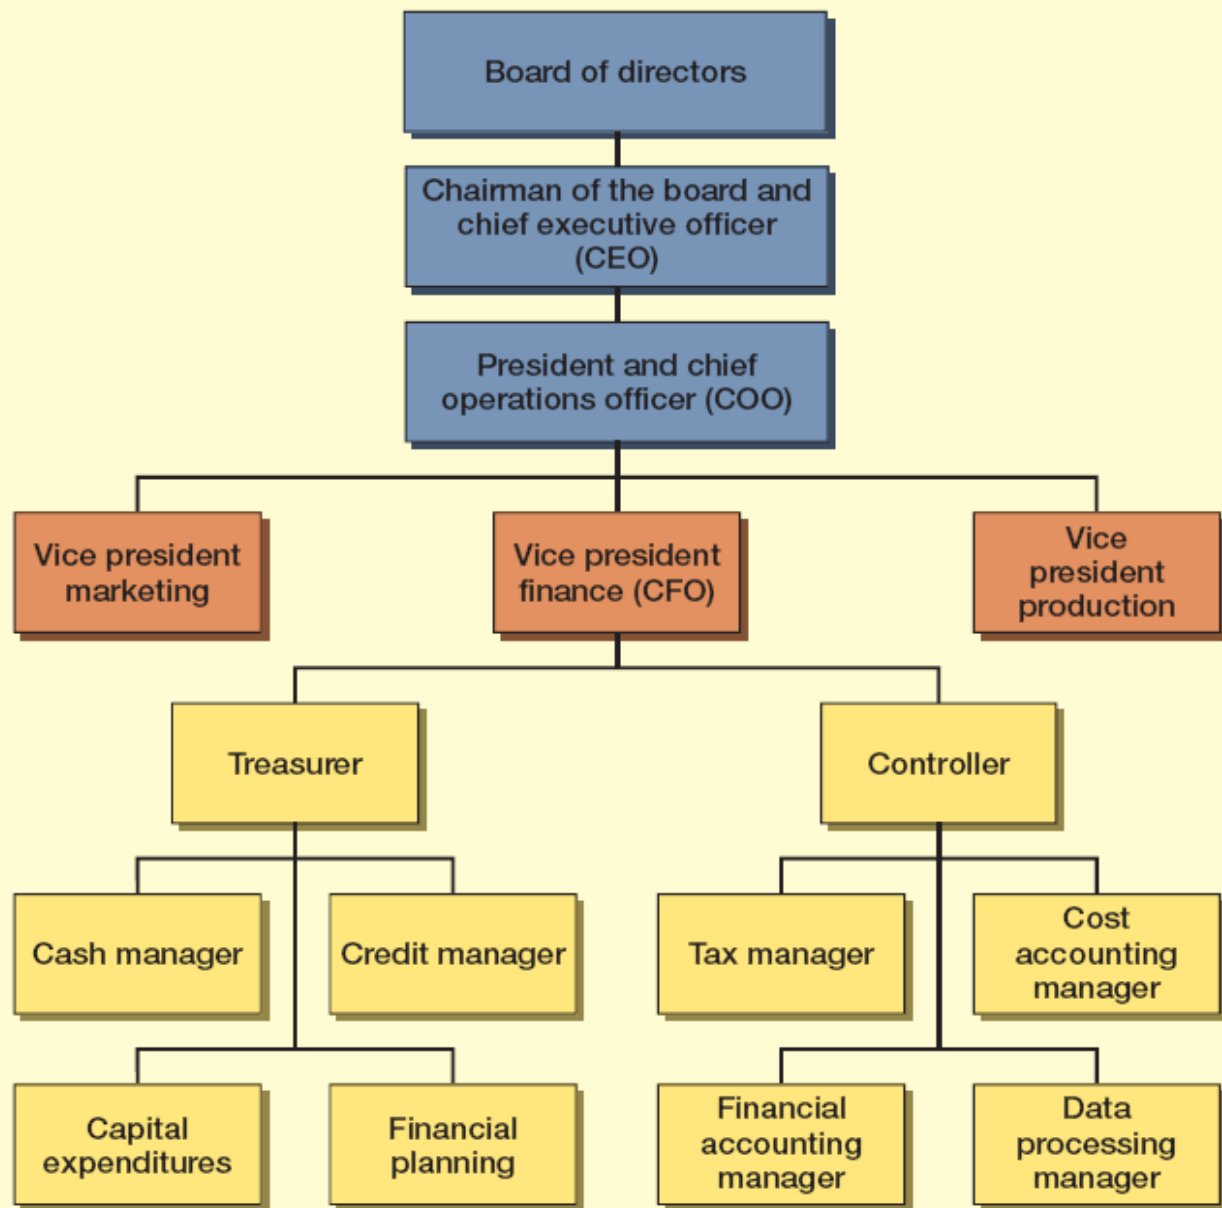 Board of directors
Chairman of the board and
chief executive officer
(CEO)
President and chief
operations officer (COO)
Vice president
marketing
Vice president
finance (CFO)
Vice
president
production
Treasurer
Controller
Cash manager
Credit manager
Tax manager
Cost
accounting
manager
Capital
expenditures
Financial
planning
Financial
accounting
manager
Data
processing
manager